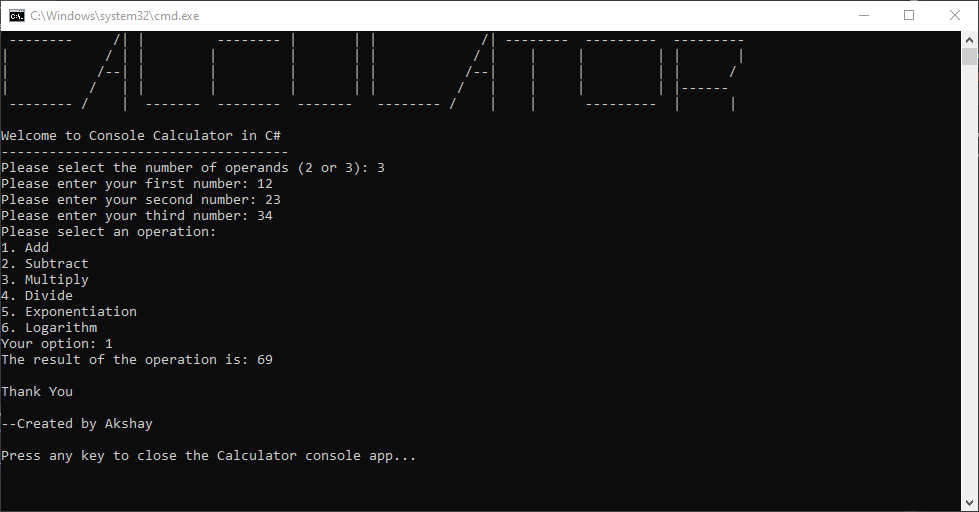 C:\Windows\system32\cmd.exe
CALCULATOR
Welcome to Console Calculator in C#
------------------------------------
Please select the number of operands (2 or 3): 3
Please enter your first number: 12
Please enter your second number: 23
Please enter your third number: 34
Please select an operation:
1. Add
2. Subtract
3. Multiply
4. Divide
5. Exponentiation
6. Logarithm
Your option: 1
The result of the operation is: 69
Thank You
--Created by Akshay
Press any key to close the Calculator console app...